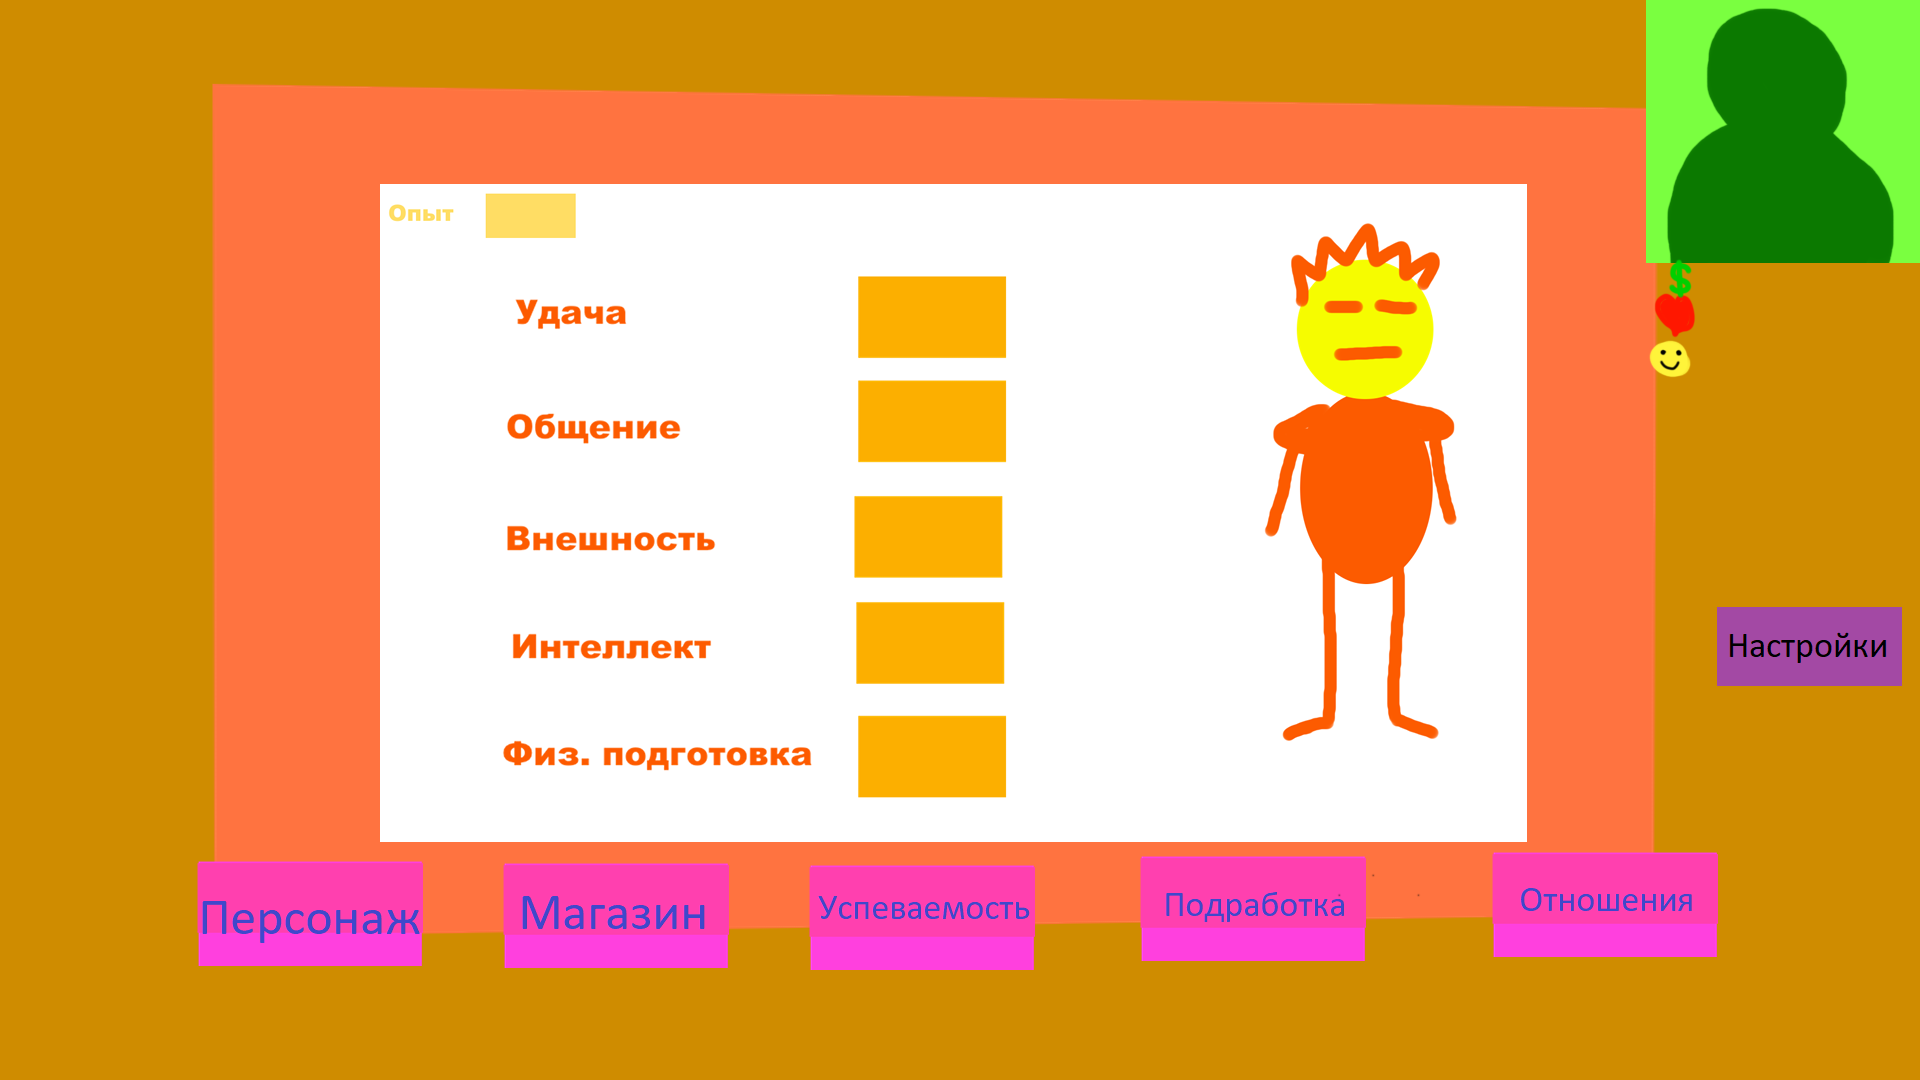 Опыт
Удача
Общение
Внешность
Интеллект
Физ. подготовка
$
Настройки
Персонаж
Магазин
Успеваемость
Подработка
Отношения